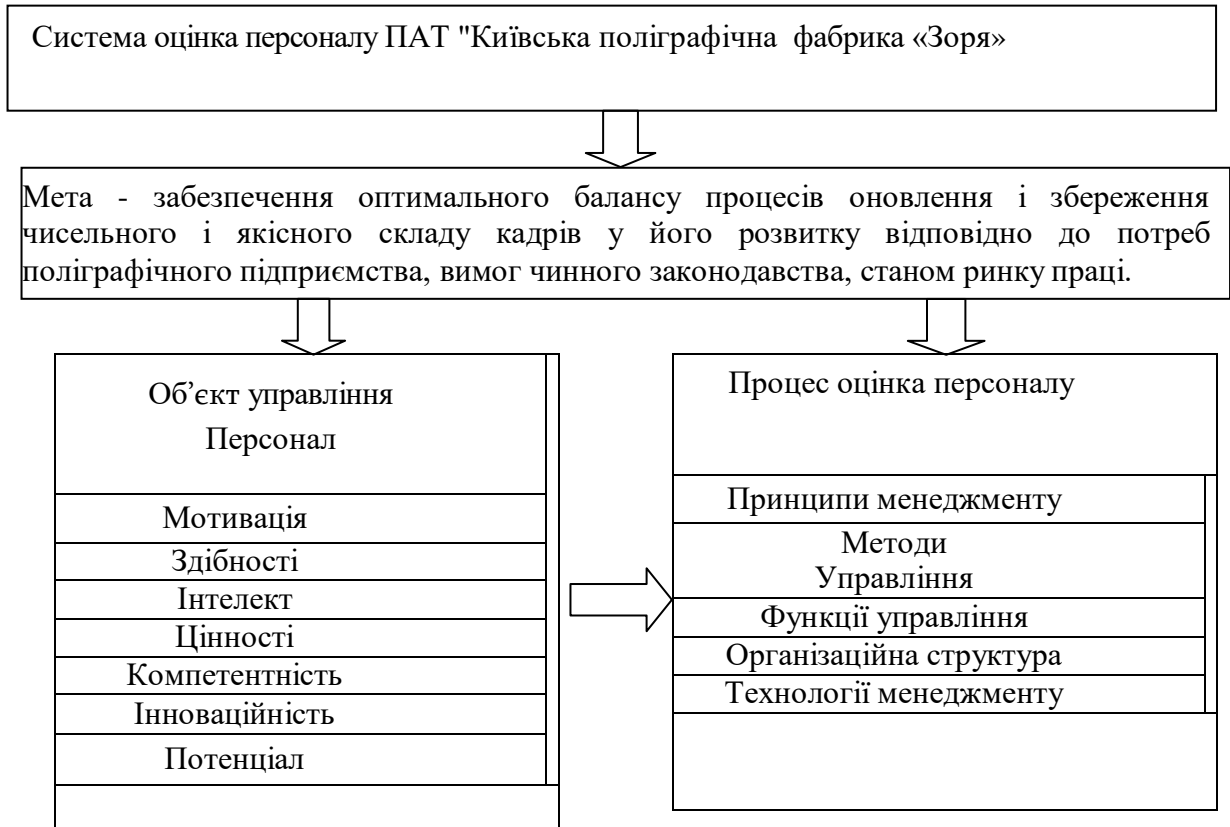 Система оцінка персоналу ПАТ "Київська поліграфічна фабрика «Зоря»
Мета - забезпечення оптимального балансу процесів оновлення і збереження
чисельного і якісного складу кадрів у його розвитку відповідно до потреб
поліграфічного підприємства, вимог чинного законодавства, станом ринку праці.
Об’єкт управління
Персонал
Мотивація
Здібності
Інтелект
Цінності
Компетентність
Інноваційність
Потенціал
Процес оцінка персоналу
Принципи менеджменту
Методи
Управління
Функції управління
Організаційна структура
Технології менеджменту